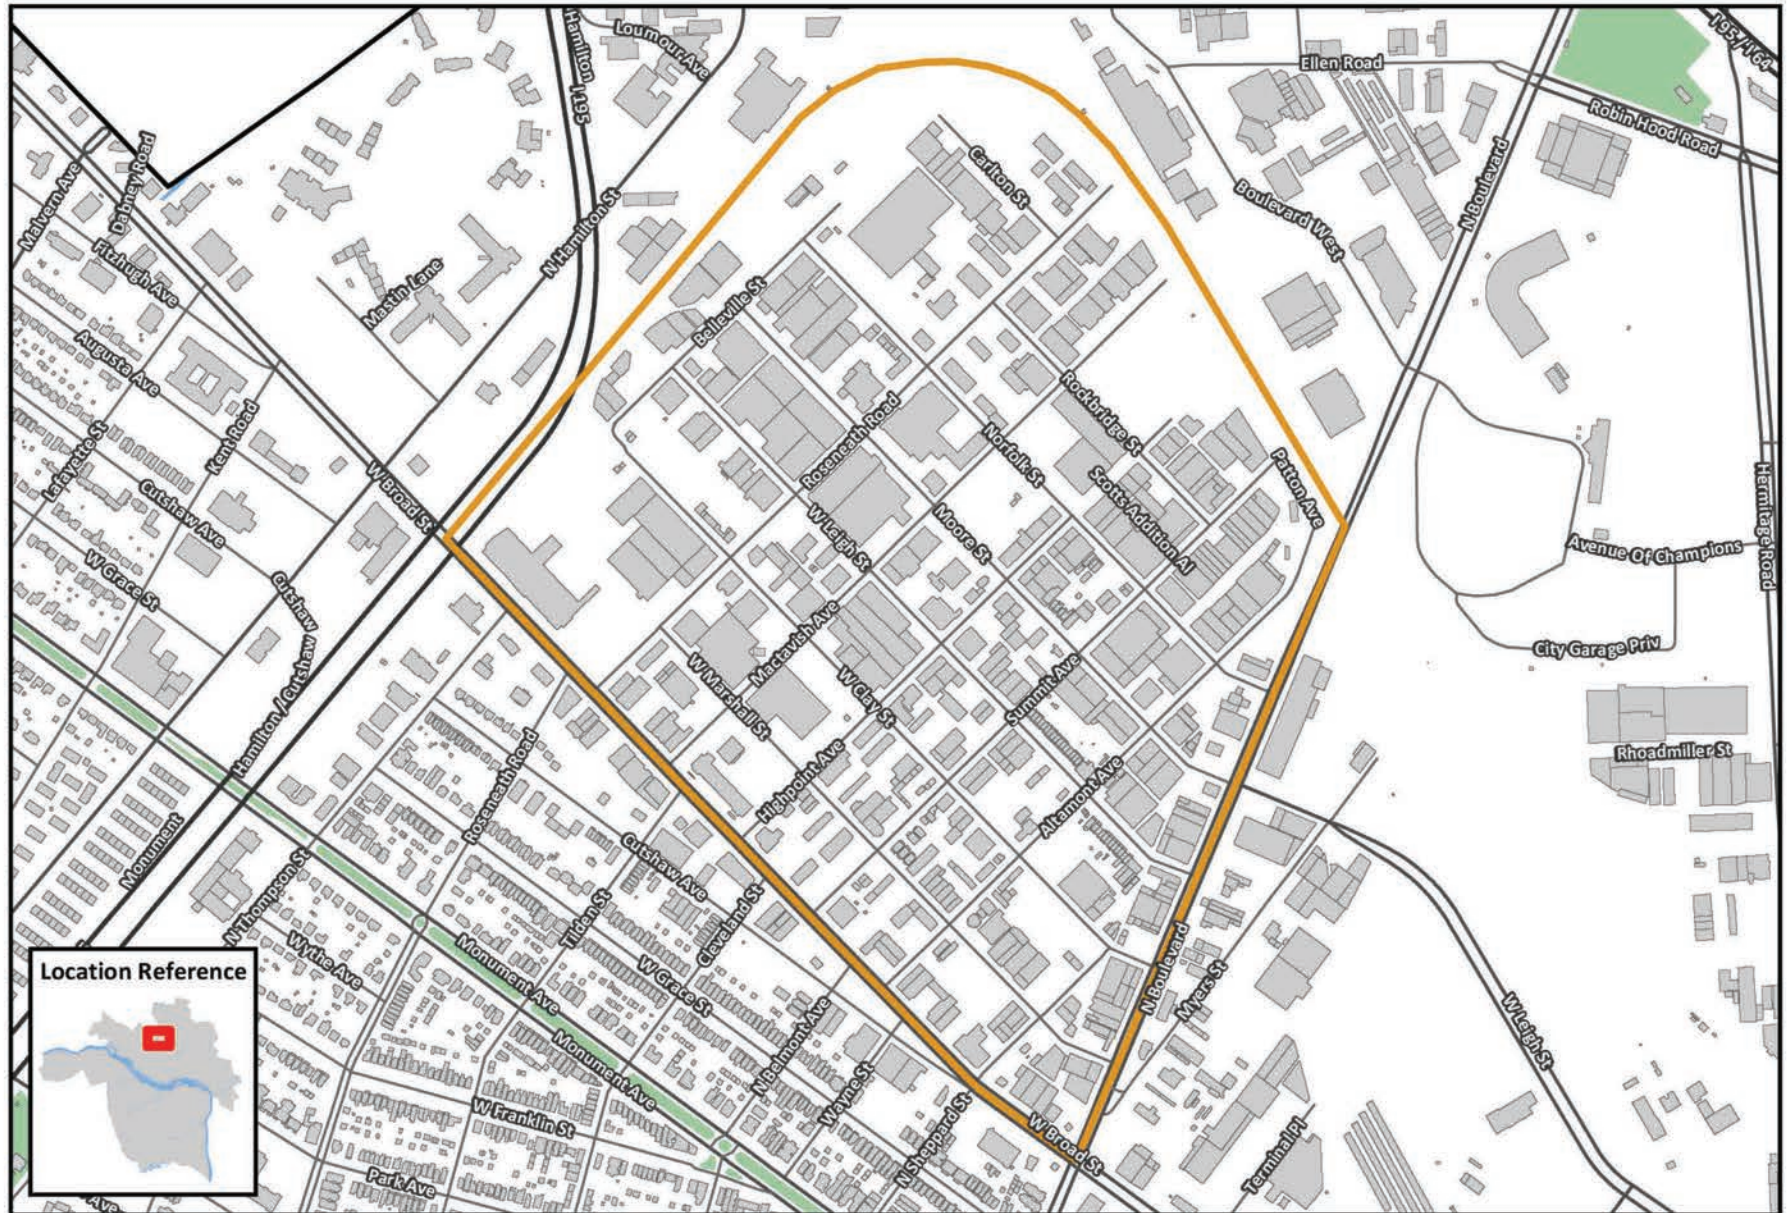 Hamilton I-195
Loumour Ave
Ellen Road
I-95 / I-64
Robin Hood Road
Malvern Ave
Dabney Road
Fitzhugh Ave
Mastin Lane
N Hamilton St
Carlton St
Boulevard West
N Boulevard
Belleville St
Augusta Ave
Kent Road
Lafayette St
Cutshaw Ave
W Grace St
W Broad St
Cutshaw
Hamilton / Cutshaw
Roseneath Road
Rockbridge St
Norfolk St
Scotts Addition Al
Patton Ave
W Leigh St
Moore St
Avenue Of Champions
Hermitage Road
City Garage Priv
Mactavish Ave
W Marshall St
W Clay St
Summit Ave
Highpoint Ave
Altamont Ave
Rhoadmiller St
Roseneath Road
Monument
N Thompson St
Cutshaw Ave
Tilden St
Cleveland St
Wythe Ave
Monument Ave
W Grace St
N Boulevard
Myers St
W Leigh St
Monument Ave
N Belmont Ave
Wayne St
N Sheppard St
W Broad St
Terminal Pl
W Franklin St
Park Ave
Ave
Location Reference